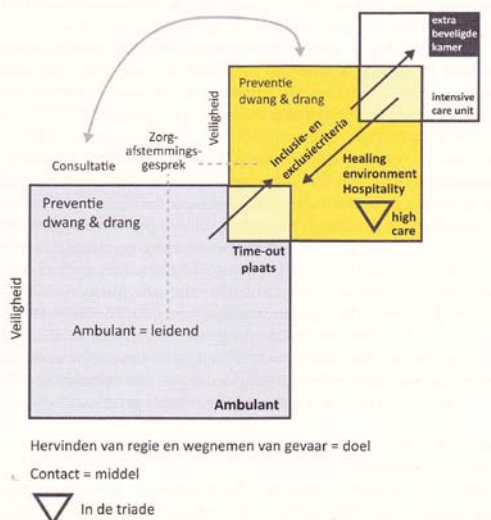 extra
beveiligde
kamer
intensive
care unit
Preventie
dwang & drang
Veiligheid
Inclusie- en
exclusiecriteria
Healing
environment
Hospitality
high
care
Zorg-
afstemmings-
gesprek
Consultatie
Time-out
plaats
Preventie
dwang & drang
Veiligheid
Ambulant = leidend
Ambulant
Hervinden van regie en wegnemen van gevaar = doel
Contact = middel
In de triade